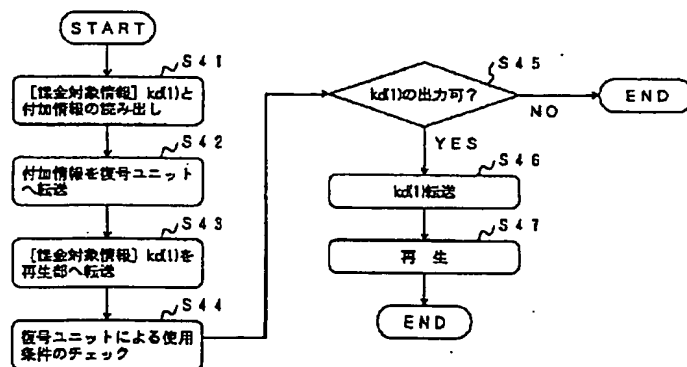 START
S41
[課金対象情報] kd(1)と
付加情報の読み出し
S42
付加情報を復号ユニット
へ転送
S43
[課金対象情報] kd(1)を
再生部へ転送
S44
復号ユニットによる使用
条件のチェック
S45
kd(1)の出力可?
NO
END
YES
S46
kd(1)転送
S47
再 生
END